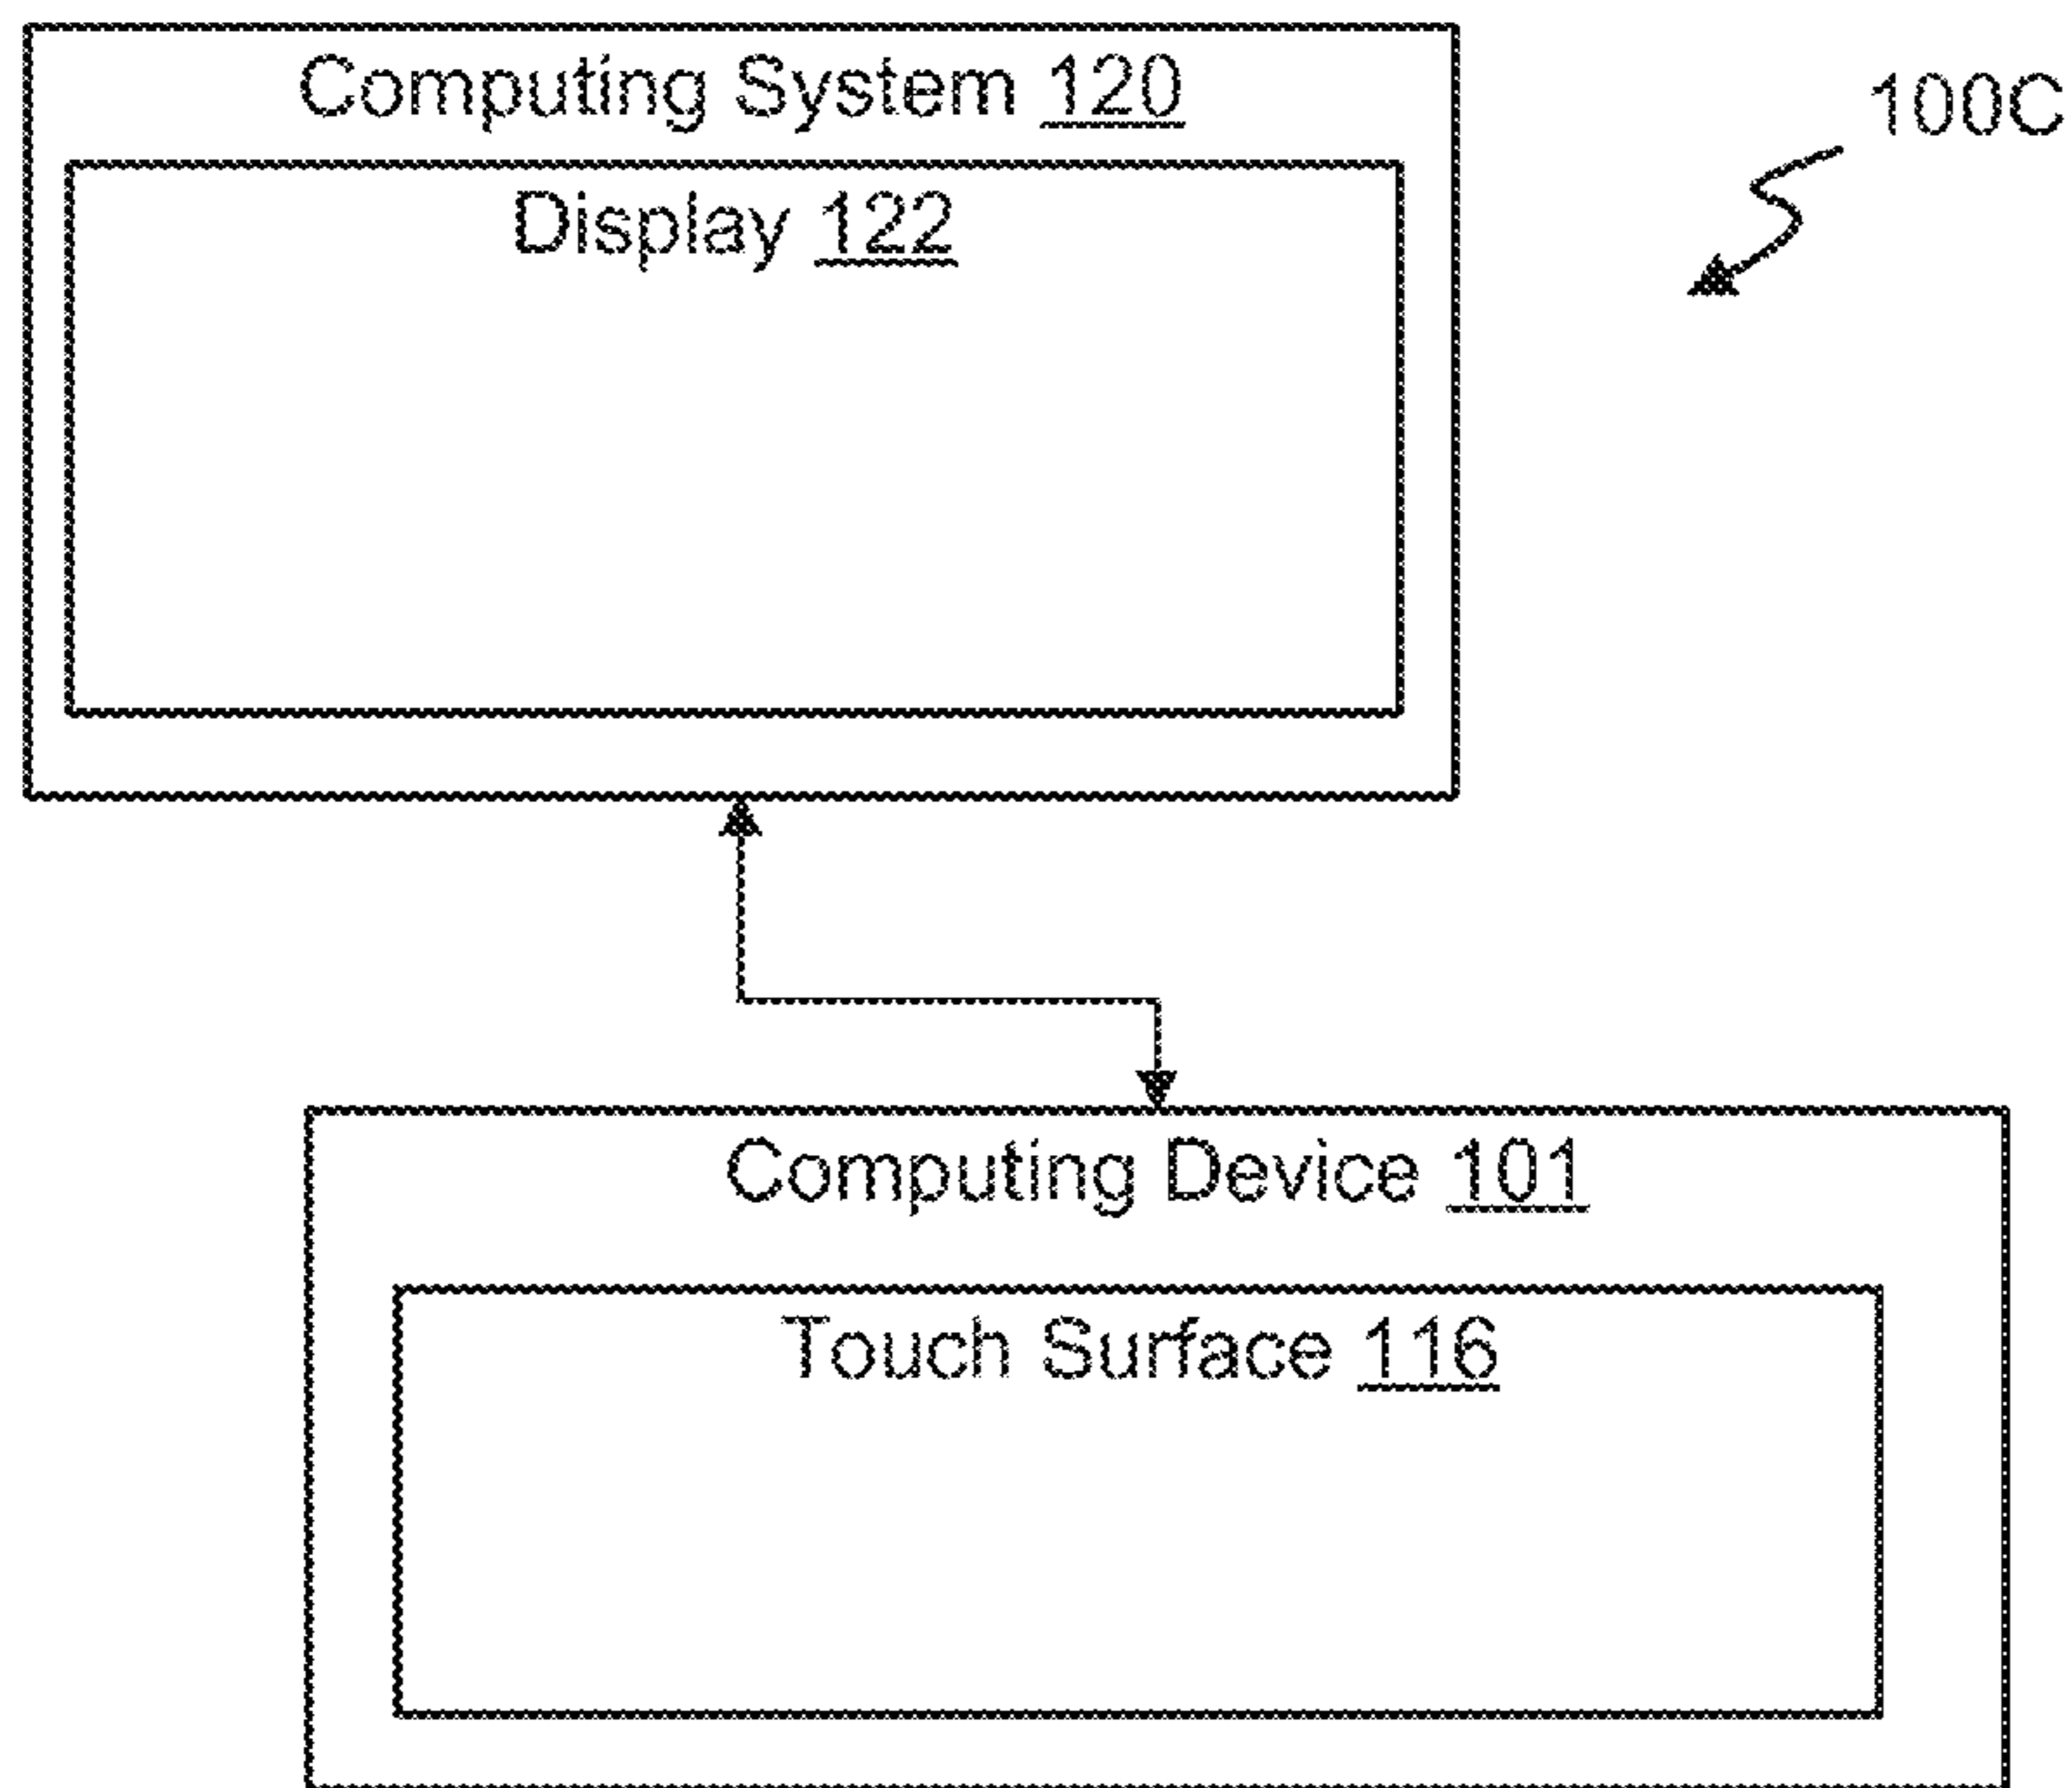 Computing System 120
100C
Display 122
Computing Device 101
Touch Surface 116